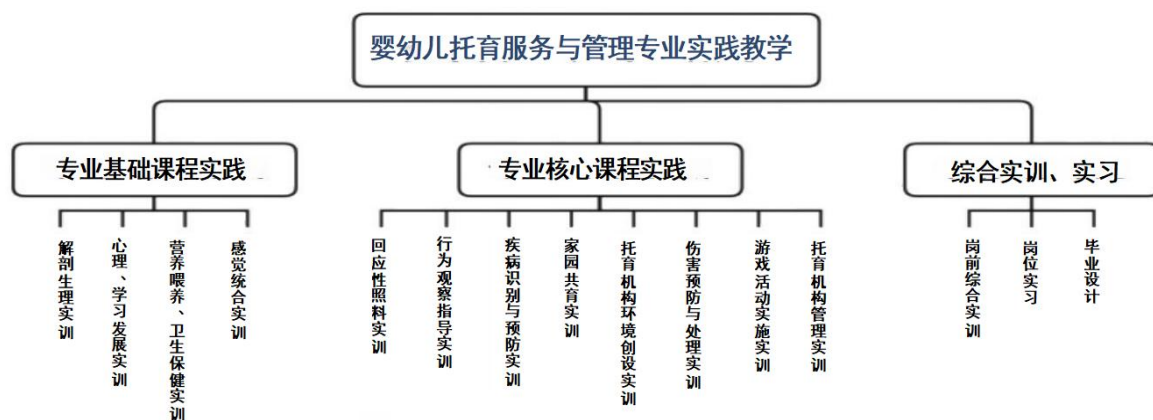 婴幼儿托育服务与管理专业实践教学
专业基础课程实践
专业核心课程实践
综合实训、实习
解剖生理实训
心理、学习发展实训
营养喂养、卫生保健实训
感觉统合实训
回应性照料实训
行为观察指导实训
疾病识别与预防实训
家园共育实训
托育机构环境创设实训
伤害预防与处理实训
游戏活动实施实训
托育机构管理实训
岗前综合实训
岗位实习
毕业设计